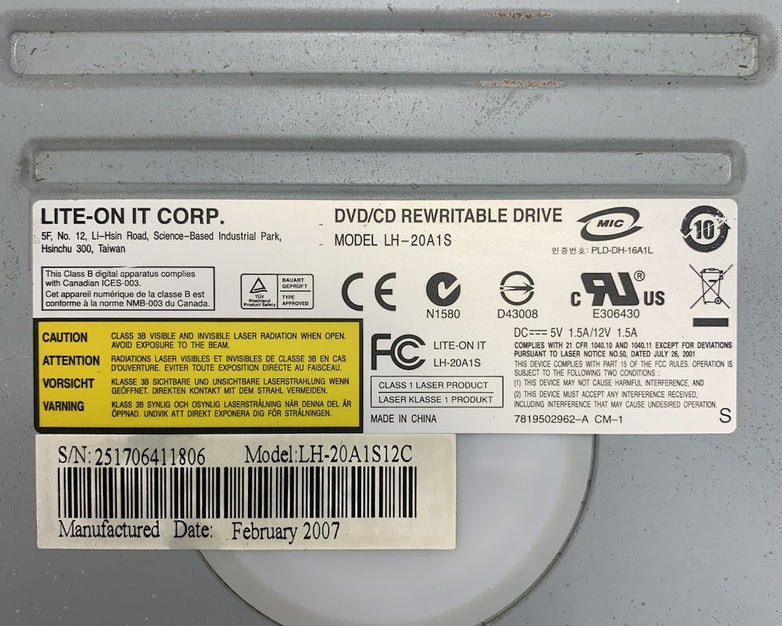 LITE-ON IT CORP.
5F, No. 12, Li-Hsin Road, Science-Based Industrial Park,
Hsinchu 300, Taiwan
DVD/CD REWRITABLE DRIVE
MODEL LH-20A1S
MIC
인증번호: PLD-DH-16A1L
10
This Class B digital apparatus complies
with Canadian ICES-003.
Cet appareil numérique de la classe B est
conforme à la norme NMB-003 du Canada.
TÜV
Rheinland
Product Safety
BAUART
GEPRÜFT
TYPE
APPROVED
CE
N1580
D43008
c RU ® US
E306430
CAUTION CLASS 3B VISIBLE AND INVISIBLE LASER RADIATION WHEN OPEN.
AVOID EXPOSURE TO THE BEAM.
ATTENTION RADIATIONS LASER VISIBLES ET INVISIBLES DE CLASSE 3B EN CAS
D'OUVERTURE. EVITER TOUTE EXPOSITION DIRECTE AU FAISCEAU.
VORSICHT KLASSE 3B SICHTBARE UND UNSICHTBARE LASERSTRAHLUNG WENN
GEÖFFNET. DIREKTEN KONTAKT MIT DEM STRAHL VERMEIDEN.
VARNING KLASS 3B SYNLIG OCH OSYNLIG LASERSTRÅLNING NÄR DENNA DEL ÄR
ÖPPNAD. UNDVIK ATT DIREKT EXPONERA DIG FÖR STRÅLNINGEN.
FC LITE-ON IT
LH-20A1S
CLASS 1 LASER PRODUCT
LASER KLASSE 1 PRODUKT
MADE IN CHINA
DC⎓ 5V 1.5A/12V 1.5A
COMPLIES WITH 21 CFR 1040.10 AND 1040.11 EXCEPT FOR DEVIATIONS
PURSUANT TO LASER NOTICE NO.50, DATED JULY 26, 2001
THIS DEVICE COMPLIES WITH PART 15 OF THE FCC RULES. OPERATION IS
SUBJECT TO THE FOLLOWING TWO CONDITIONS :
(1) THIS DEVICE MAY NOT CAUSE HARMFUL INTERFERENCE, AND
(2) THIS DEVICE MUST ACCEPT ANY INTERFERENCE RECEIVED,
INCLUDING INTERFERENCE THAT MAY CAUSE UNDESIRED OPERATION.
7819502962-A CM-1
S
S/N:251706411806 Model:LH-20A1S12C
Manufactured Date: February 2007